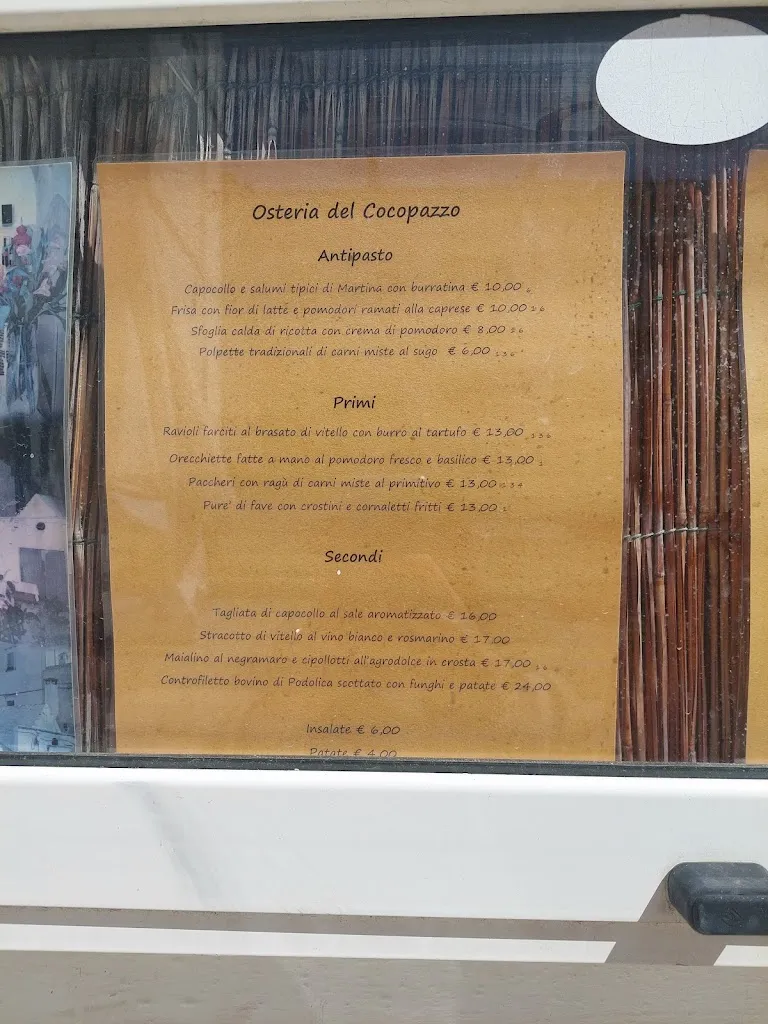 Osteria del Cocopazzo
Antipasto
Capocollo e salumi tipici di Martina con burratina € 10,00
Frisa con fior di latte e pomodori ramati alla caprese € 10,00
Sfoglia calda di ricotta con crema di pomodoro € 8,00
Polpette tradizionali di carni miste al sugo € 6,00
Primi
Ravioli farciti al brasato di vitello con burro al tartufo € 13,00
Orecchiette fatte a mano al pomodoro fresco e basilico € 13,00
Paccheri con ragù di carni miste al primitivo € 13,00
Pure' di fave con crostini e cornaletti fritti € 13,00
Secondi
Tagliata di capocollo al sale aromatizzato € 16,00
Stracotto di vitello al vino bianco e rosmarino € 17,00
Maialino al negramaro e cipollotti all'agrodolce in crosta € 17,00
Controfiletto bovino di Podolica scottato con funghi e patate € 24,00
Insalate € 6,00
Patate € 4,00